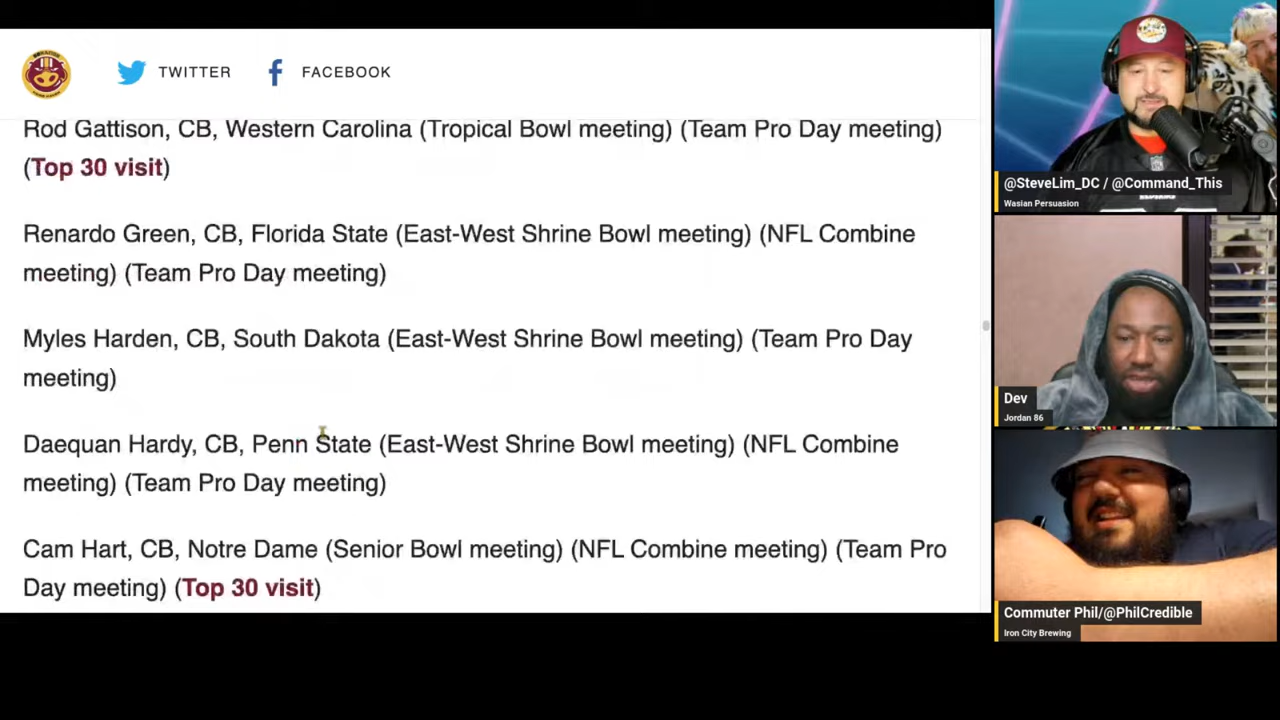 TWITTER
FACEBOOK
Rod Gattison, CB, Western Carolina (Tropical Bowl meeting) (Team Pro Day meeting)
(Top 30 visit)
Renardo Green, CB, Florida State (East-West Shrine Bowl meeting) (NFL Combine
meeting) (Team Pro Day meeting)
Myles Harden, CB, South Dakota (East-West Shrine Bowl meeting) (Team Pro Day
meeting)
Daequan Hardy, CB, Penn State (East-West Shrine Bowl meeting) (NFL Combine
meeting) (Team Pro Day meeting)
Cam Hart, CB, Notre Dame (Senior Bowl meeting) (NFL Combine meeting) (Team Pro
Day meeting) (Top 30 visit)
@SteveLim_DC / @Command_This
Wasian Persuasion
Dev
Jordan 86
Commuter Phil/@PhilCredible
Iron City Brewing